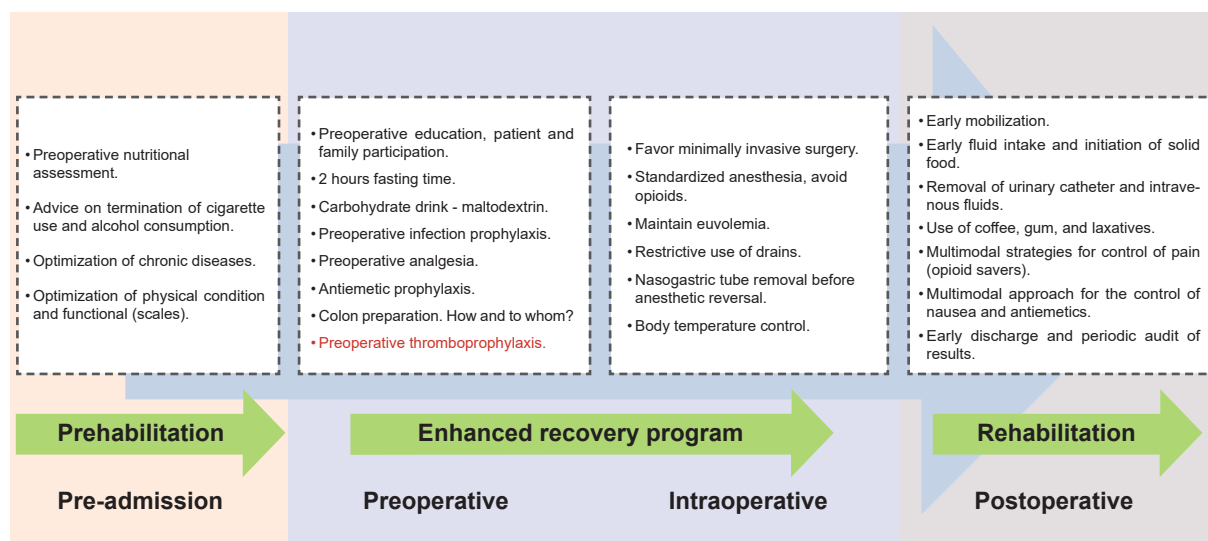 • Preoperative nutritional
assessment.
• Advice on termination of cigarette
use and alcohol consumption.
• Optimization of chronic diseases.
• Optimization of physical condition
and functional (scales).
• Preoperative education, patient and
family participation.
• 2 hours fasting time.
• Carbohydrate drink - maltodextrin.
• Preoperative infection prophylaxis.
• Preoperative analgesia.
• Antiemetic prophylaxis.
• Colon preparation. How and to whom?
• Preoperative thromboprophylaxis.
• Favor minimally invasive surgery.
• Standardized anesthesia, avoid
opioids.
• Maintain euvolemia.
• Restrictive use of drains.
• Nasogastric tube removal before
anesthetic reversal.
• Body temperature control.
• Early mobilization.
• Early fluid intake and initiation of solid
food.
• Removal of urinary catheter and intrave-
nous fluids.
• Use of coffee, gum, and laxatives.
• Multimodal strategies for control of pain
(opioid savers).
• Multimodal approach for the control of
nausea and antiemetics.
• Early discharge and periodic audit of
results.
Prehabilitation
Enhanced recovery program
Rehabilitation
Pre-admission
Preoperative
Intraoperative
Postoperative